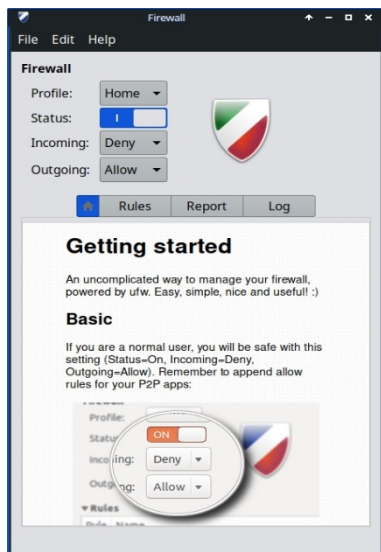 Firewall
File Edit Help
Firewall
Profile: Home
Status:
Incoming: Deny
Outgoing: Allow
Rules Report Log
Getting started
An uncomplicated way to manage your firewall,
powered by ufw. Easy, simple, nice and useful! :)
Basic
If you are a normal user, you will be safe with this
setting (Status=On, Incoming=Deny,
Outgoing=Allow). Remember to append allow
rules for your P2P apps:
Profile:
Status ON
Incoming: Deny
Allow
Rules